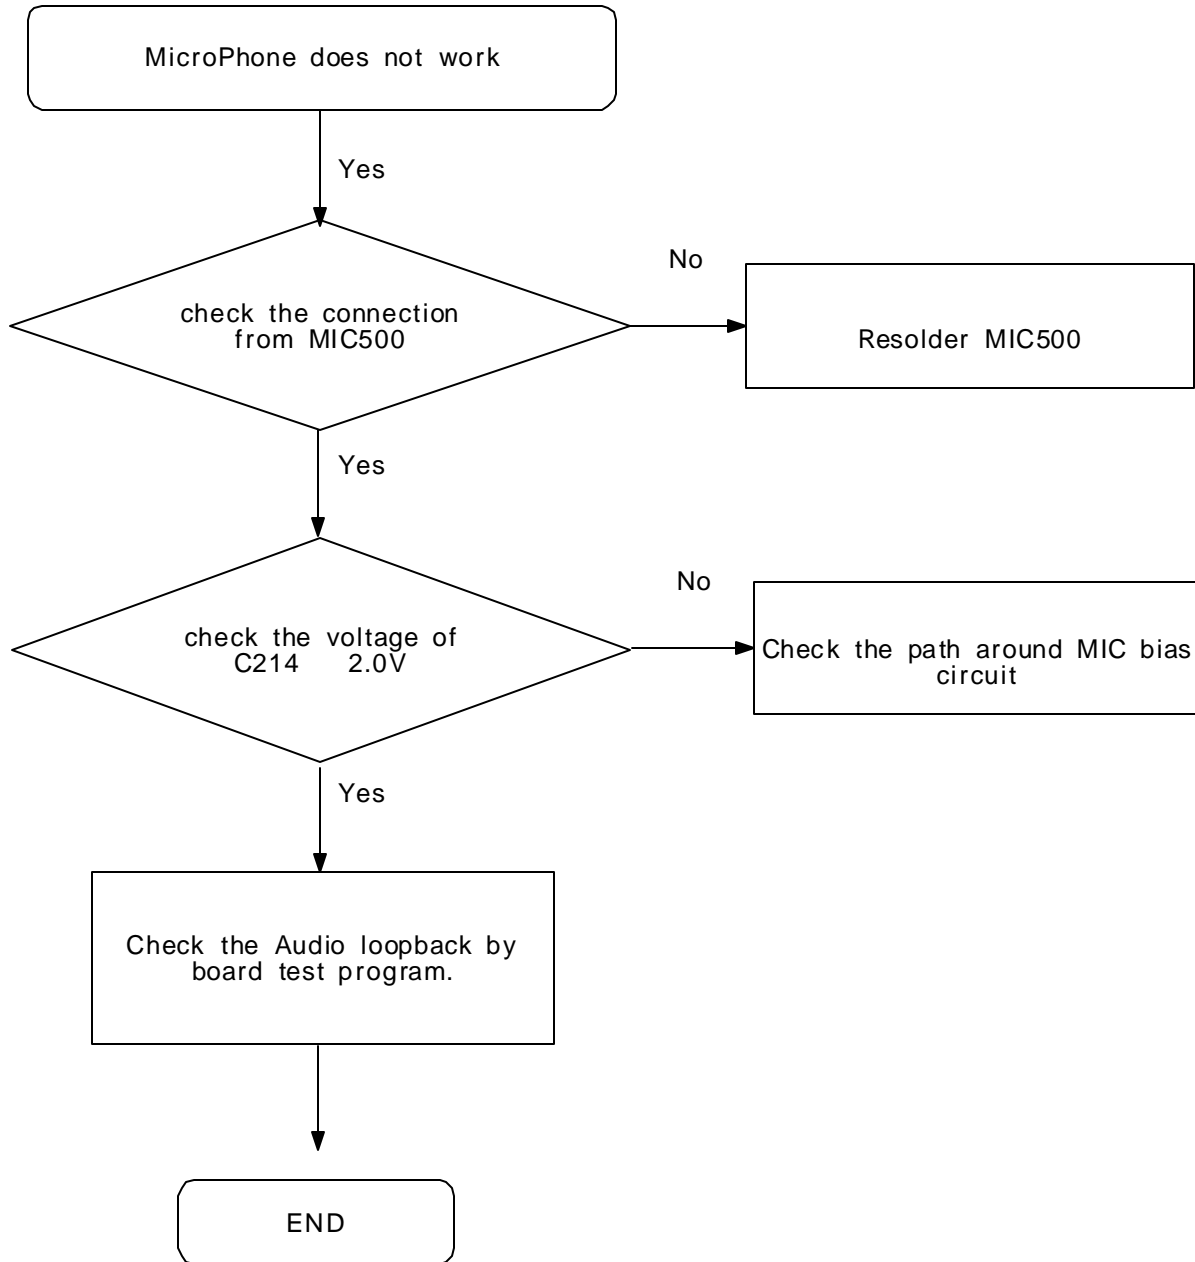 MicroPhone does not work
Yes
check the connection
from MIC500
No
Resolder MIC500
Yes
check the voltage of
C214 2.0V
No
Check the path around MIC bias
circuit
Yes
Check the Audio loopback by
board test program.
END